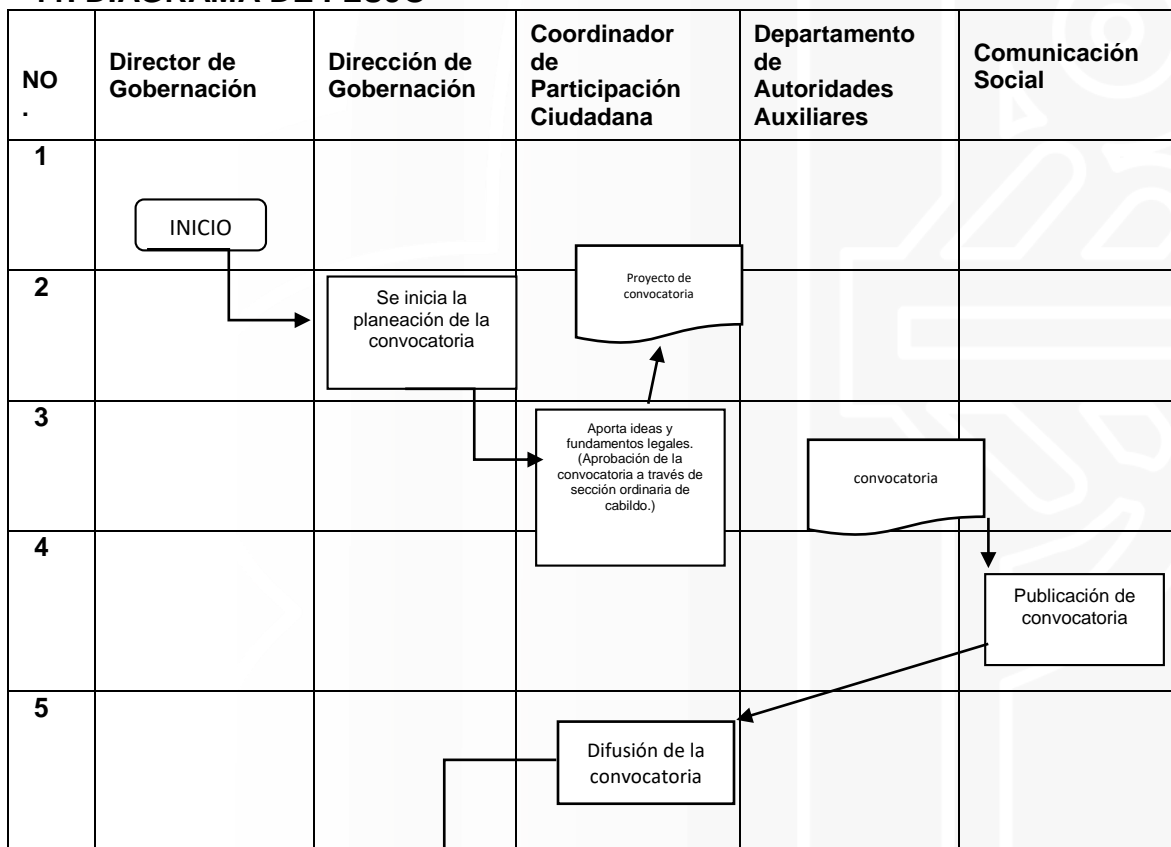 NO
.
Director de
Gobernación
Dirección de
Gobernación
Coordinador
de
Participación
Ciudadana
Departamento
de
Autoridades
Auxiliares
Comunicación
Social
1
INICIO
2
Se inicia la
planeación de la
convocatoria
Proyecto de
convocatoria
3
Aporta ideas y
fundamentos legales.
(Aprobación de la
convocatoria a través de
sección ordinaria de
cabildo.)
convocatoria
4
Publicación de
convocatoria
5
Difusión de la
convocatoria